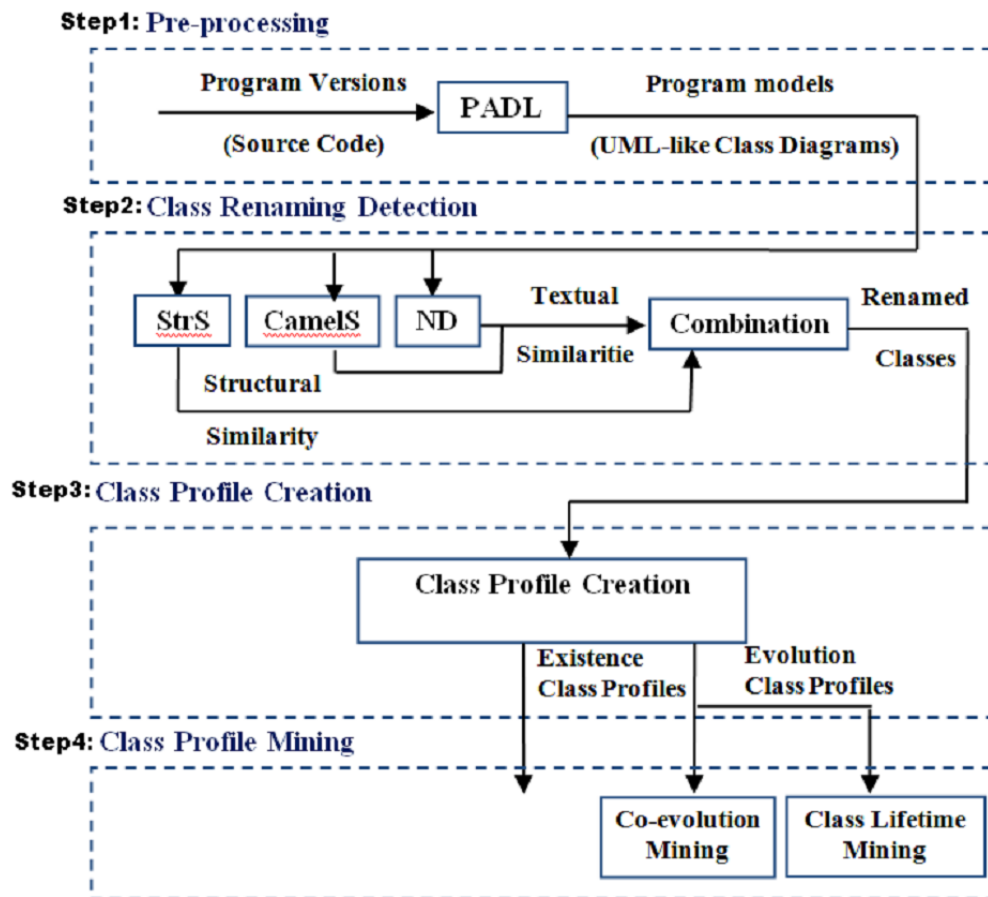 Step1: Pre-processing
Program Versions
(Source Code)
PADL
Program models
(UML-like Class Diagrams)
Step2: Class Renaming Detection
StrS
CamelS
ND
Textual
Similaritie
Combination
Renamed
Classes
Structural
Similarity
Step3: Class Profile Creation
Class Profile Creation
Existence
Class Profiles
Evolution
Class Profiles
Step4: Class Profile Mining
Co-evolution
Mining
Class Lifetime
Mining